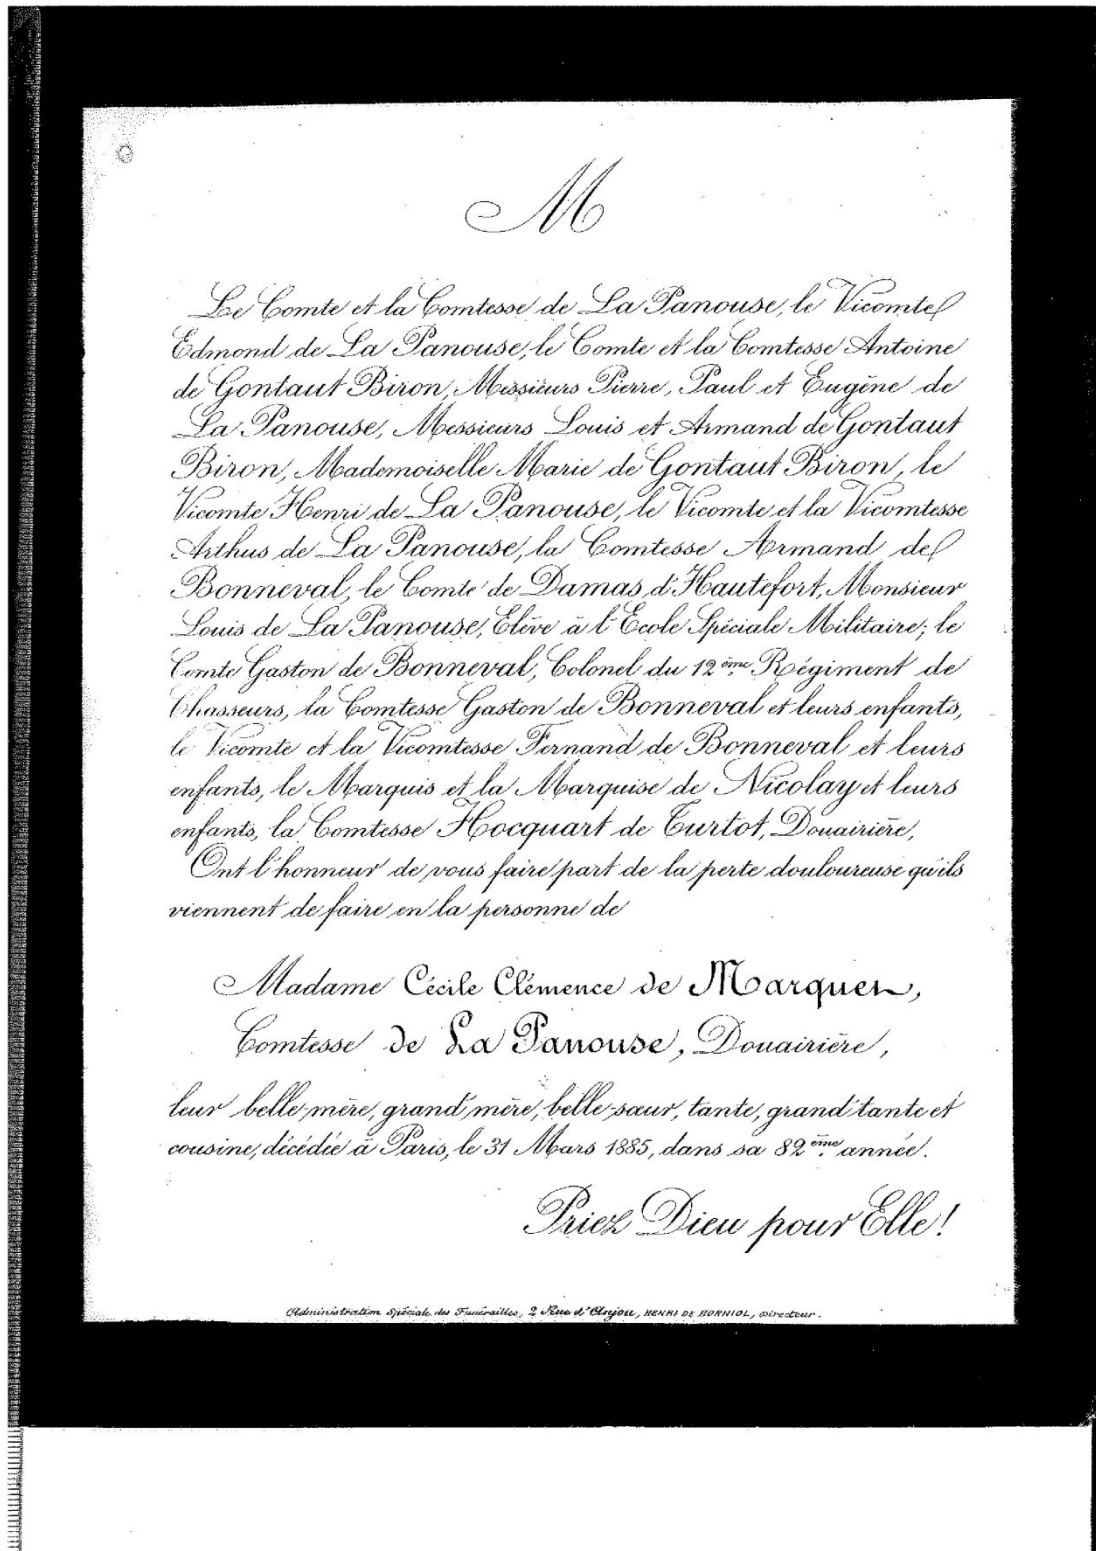 M
Le Comte et la Comtesse de La Panouse, le Vicomte
Edmond de La Panouse, le Comte et la Comtesse Antoine
de Gontaut Biron, Messieurs Pierre, Paul et Eugène de
La Panouse, Messieurs Louis et Armand de Gontaut
Biron, Mademoiselle Marie de Gontaut Biron, le
Vicomte Henri de La Panouse, le Vicomte et la Vicomtesse
Arthus de La Panouse, la Comtesse Armand de
Bonneval, le Comte de Damas d'Hautefort, Monsieur
Louis de La Panouse, Elève à l'Ecole Spéciale Militaire; le
Comte Gaston de Bonneval, Colonel du 12ème Régiment de
Chasseurs, la Comtesse Gaston de Bonneval et leurs enfants,
le Vicomte et la Vicomtesse Fernand de Bonneval et leurs
enfants, le Marquis et la Marquise de Nicolay et leurs
enfants, la Comtesse Hocquart de Turtot, Douairière,
Ont l'honneur de vous faire part de la perte douloureuse qu'ils
viennent de faire en la personne de
Madame Cécile Clémence de Marquet,
Comtesse de La Panouse, Douairière,
leur belle-mère, grand'mère, belle-sœur, tante, grand'tante et
cousine, décédée à Paris, le 31 Mars 1885, dans sa 82ème année.
Priez Dieu pour Elle!
Administration Spéciale des Funérailles, 2 Rue d'Anjou, HENRI DE BORNIOL, Directeur.